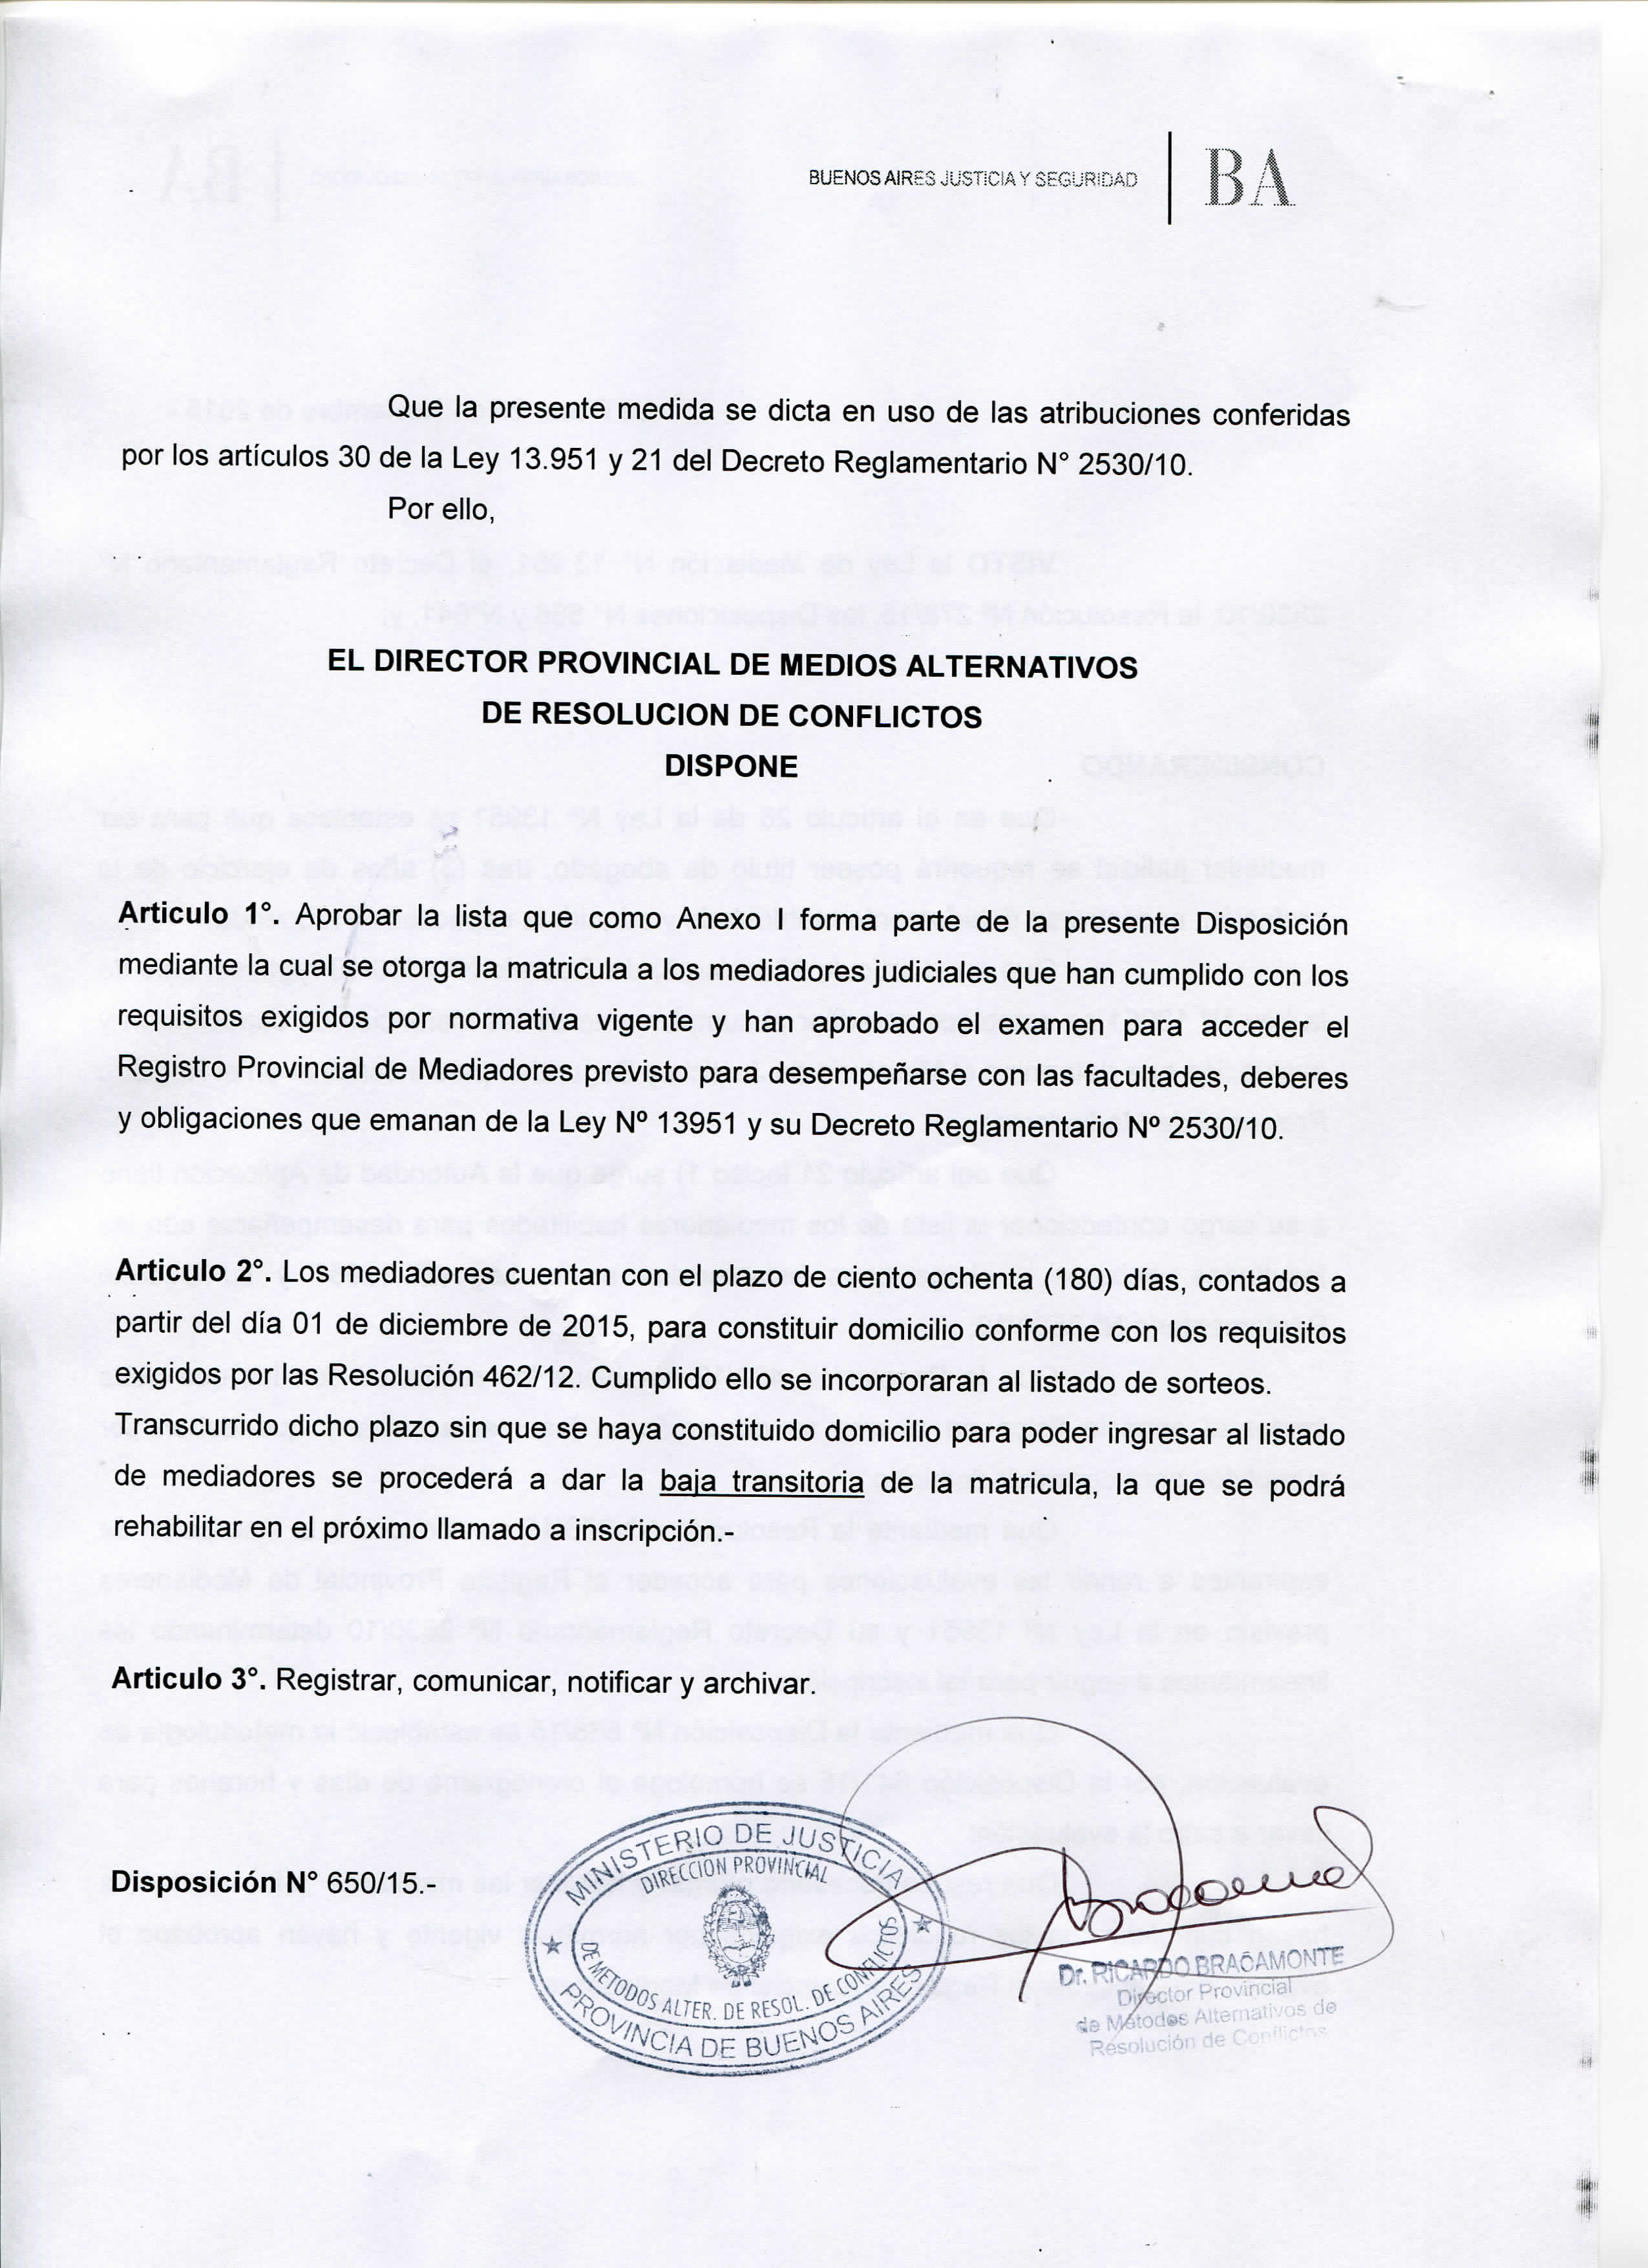 BUENOS AIRES JUSTICIA Y SEGURIDAD
BA
Que la presente medida se dicta en uso de las atribuciones conferidas
por los artículos 30 de la Ley 13.951 y 21 del Decreto Reglamentario N° 2530/10.
Por ello,
EL DIRECTOR PROVINCIAL DE MEDIOS ALTERNATIVOS
DE RESOLUCION DE CONFLICTOS
DISPONE
Articulo 1°. Aprobar la lista que como Anexo I forma parte de la presente Disposición
mediante la cual se otorga la matricula a los mediadores judiciales que han cumplido con los
requisitos exigidos por normativa vigente y han aprobado el examen para acceder el
Registro Provincial de Mediadores previsto para desempeñarse con las facultades, deberes
y obligaciones que emanan de la Ley Nº 13951 y su Decreto Reglamentario Nº 2530/10.
Articulo 2°. Los mediadores cuentan con el plazo de ciento ochenta (180) días, contados a
partir del día 01 de diciembre de 2015, para constituir domicilio conforme con los requisitos
exigidos por las Resolución 462/12. Cumplido ello se incorporaran al listado de sorteos.
Transcurrido dicho plazo sin que se haya constituido domicilio para poder ingresar al listado
de mediadores se procederá a dar la baja transitoria de la matricula, la que se podrá
rehabilitar en el próximo llamado a inscripción.-
Articulo 3°. Registrar, comunicar, notificar y archivar.
Disposición N° 650/15.-
MINISTERIO DE JUSTICIA
DIRECCION PROVINCIAL
DE METODOS ALTER. DE RESOL. DE CONFLICTOS
PROVINCIA DE BUENOS AIRES
Dr. RICARDO BRACAMONTE
Director Provincial
de Métodos Alternativos de
Resolución de Conflictos